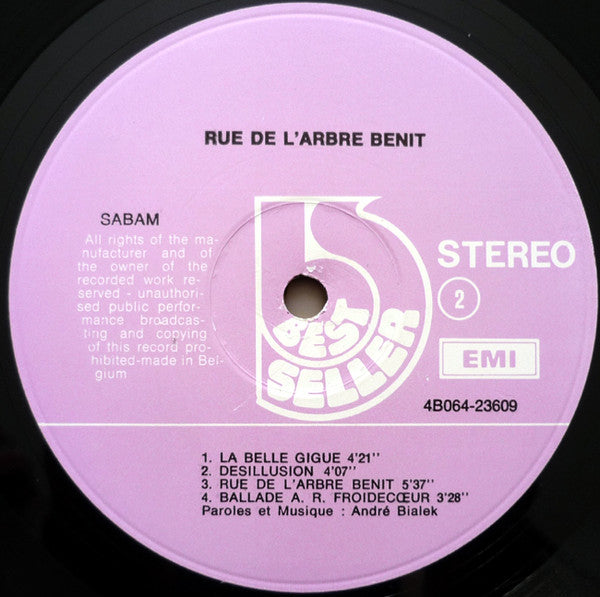 RUE DE L'ARBRE BENIT
SABAM
All rights of the ma-
nufacturer and of
the owner of the
recorded work re-
served - unauthori-
sed public perfor-
mance broadcas-
ting and copying
of this record pro-
hibited-made in Bel-
gium
BEST
SELLER
STEREO
2
EMI
4B064-23609
1. LA BELLE GIGUE 4'21''
2. DESILLUSION 4'07''
3. RUE DE L'ARBRE BENIT 5'37''
4. BALLADE A. R. FROIDECŒUR 3'28''
Paroles et Musique : André Bialek